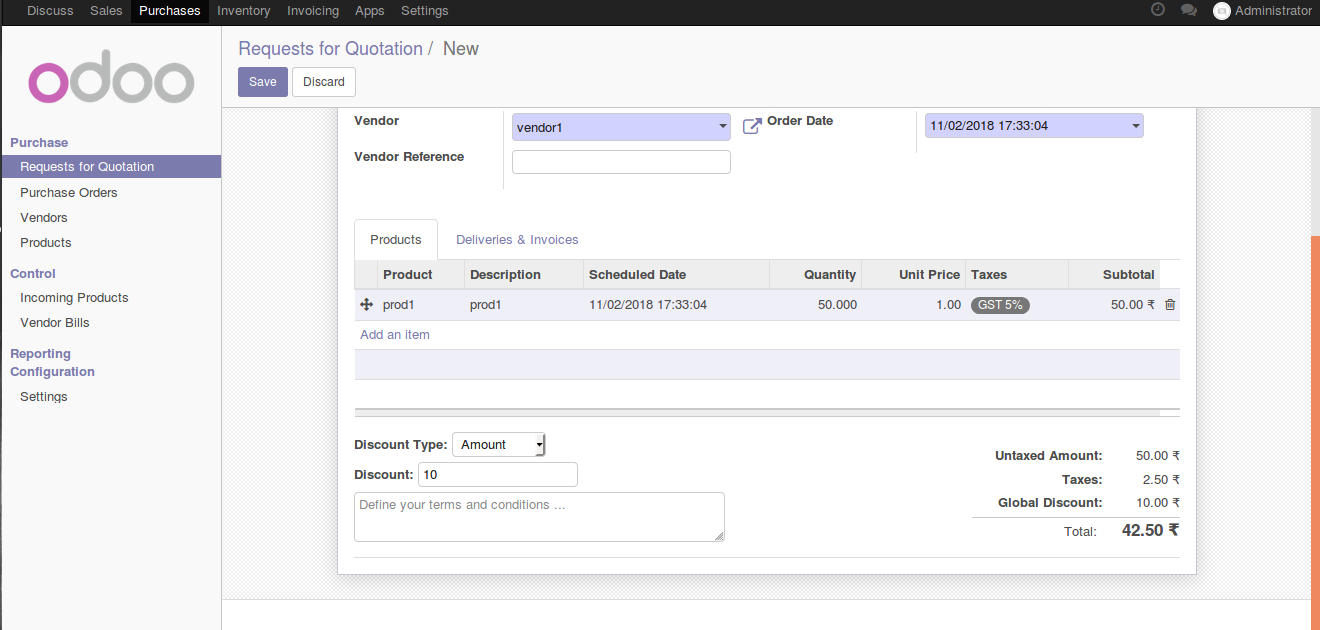 Discuss Sales Purchases Inventory Invoicing Apps Settings Administrator
odoo
Requests for Quotation / New
Save Discard
Purchase
Requests for Quotation
Purchase Orders
Vendors
Products
Control
Incoming Products
Vendor Bills
Reporting
Configuration
Settings
Vendor vendor1 Order Date 11/02/2018 17:33:04
Vendor Reference
Products Deliveries & Invoices
Product Description Scheduled Date Quantity Unit Price Taxes Subtotal
prod1 prod1 11/02/2018 17:33:04 50.000 1.00 GST 5% 50.00 ₹
Add an item
Discount Type: Amount
Discount: 10
Define your terms and conditions ...
Untaxed Amount: 50.00 ₹
Taxes: 2.50 ₹
Global Discount: 10.00 ₹
Total: 42.50 ₹